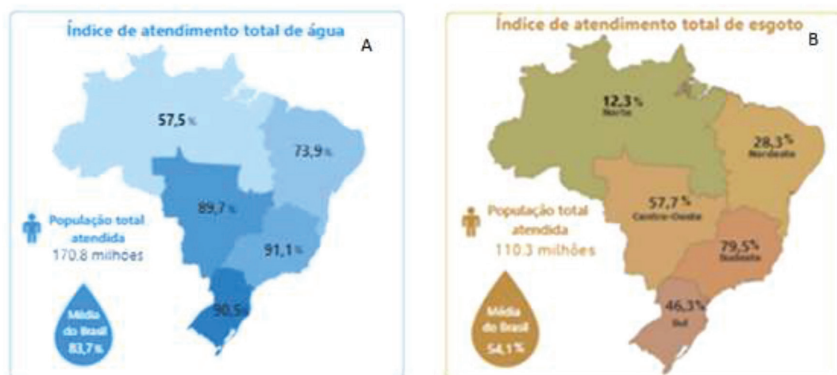 Índice de atendimento total de água
A
57,5%
73,9%
89,7%
91,1%
90,5%
População total
atendida
170.8 milhões
Média
do Brasil
83,7%
Índice de atendimento total de esgoto
B
12,3%
Norte
28,3%
Nordeste
57,7%
Centro-Oeste
79,5%
Sudeste
46,3%
Sul
População total
atendida
110.3 milhões
Média
do Brasil
54,1%